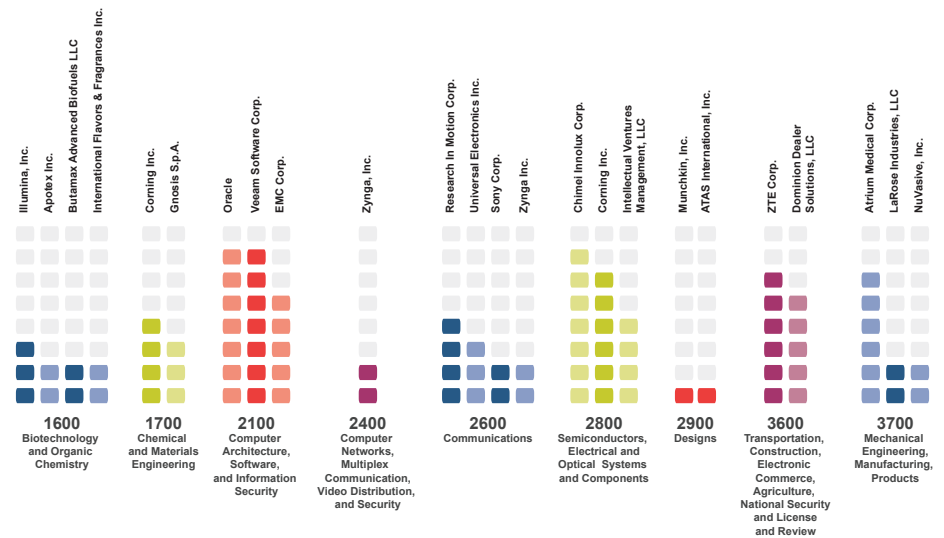 Illumina, Inc.
Apotex Inc.
Butamax Advanced Biofuels LLC
International Flavors & Fragrances Inc.
Corning Inc.
Gnosis S.p.A.
Oracle
Veeam Software Corp.
EMC Corp.
Zynga, Inc.
Research In Motion Corp.
Universal Electronics Inc.
Sony Corp.
Zynga Inc.
Chimei Innolux Corp.
Corning Inc.
Intellectual Ventures
Management, LLC
Munchkin, Inc.
ATAS International, Inc.
ZTE Corp.
Dominion Dealer
Solutions, LLC
Atrium Medical Corp.
LaRose Industries, LLC
NuVasive, Inc.
1600
Biotechnology
and Organic
Chemistry
1700
Chemical
and Materials
Engineering
2100
Computer
Architecture,
Software,
and Information
Security
2400
Computer
Networks,
Multiplex
Communication,
Video Distribution,
and Security
2600
Communications
2800
Semiconductors,
Electrical and
Optical Systems
and Components
2900
Designs
3600
Transportation,
Construction,
Electronic
Commerce,
Agriculture,
National Security
and License
and Review
3700
Mechanical
Engineering,
Manufacturing,
Products